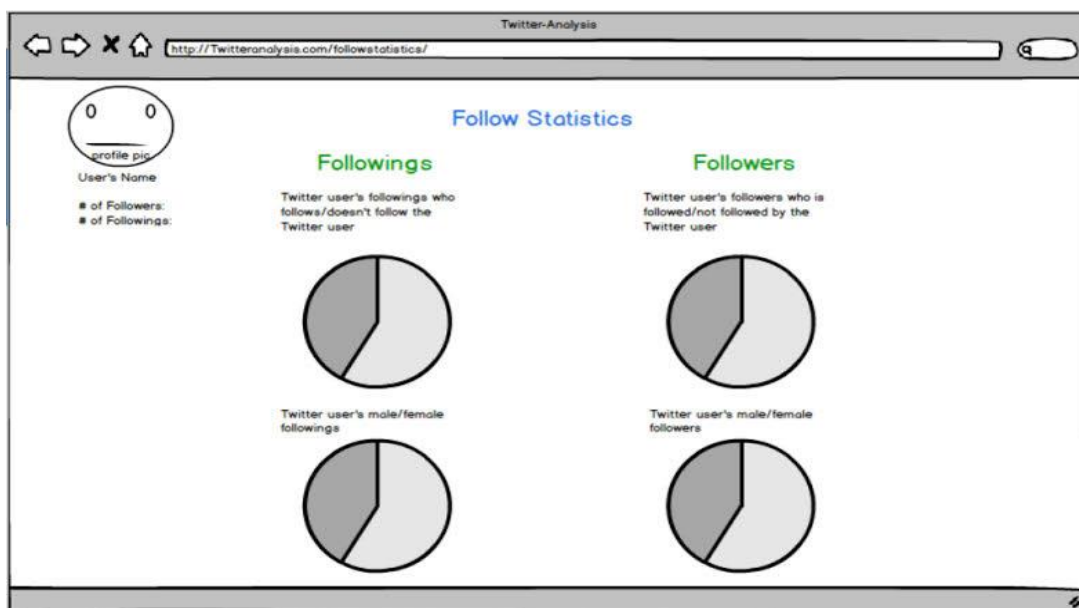 Twitter-Analysis
http://Twitteranalysis.com/followstatistics/
0 0
profile pic
User's Name
# of Followers:
# of Followings:
Follow Statistics
Followings
Twitter user's followings who
follows/doesn't follow the
Twitter user
Twitter user's male/female
followings
Followers
Twitter user's followers who is
followed/not followed by the
Twitter user
Twitter user's male/female
followers